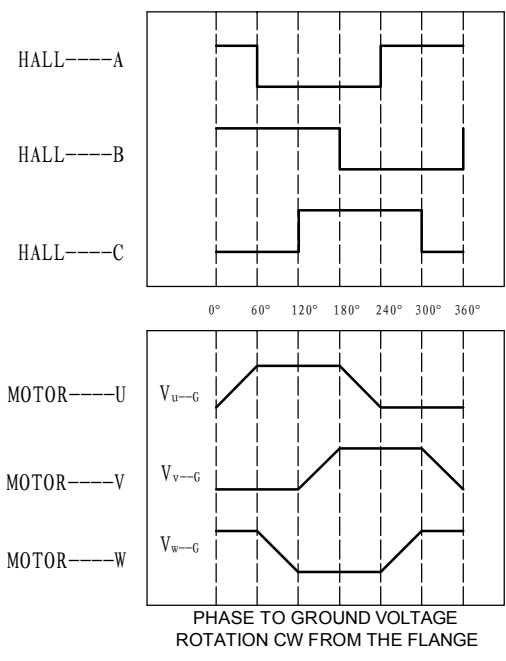 HALL----A
HALL----B
HALL----C
0° 60° 120° 180° 240° 300° 360°
MOTOR----U Vu--G
MOTOR----V Vv--G
MOTOR----W Vw--G
PHASE TO GROUND VOLTAGE
ROTATION CW FROM THE FLANGE